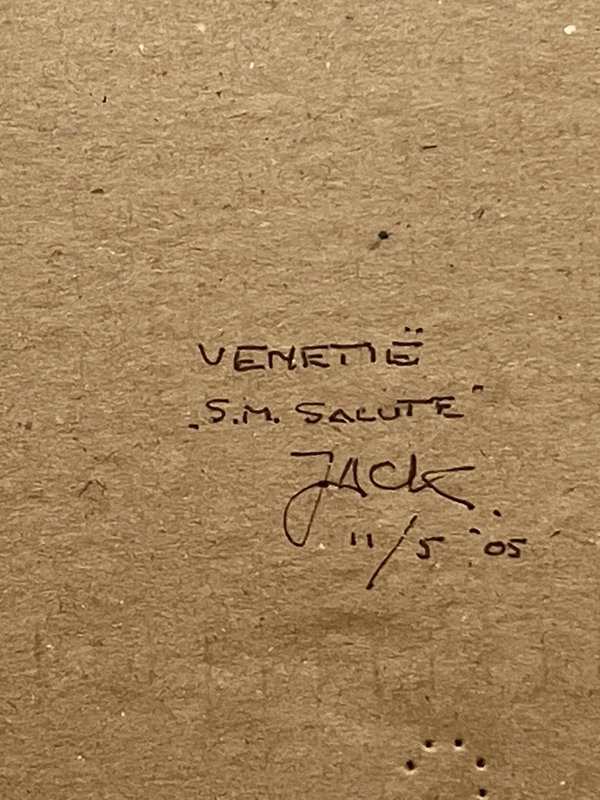 VENETIË
„S.M. SALUTE"
JACK.
11/5 '05